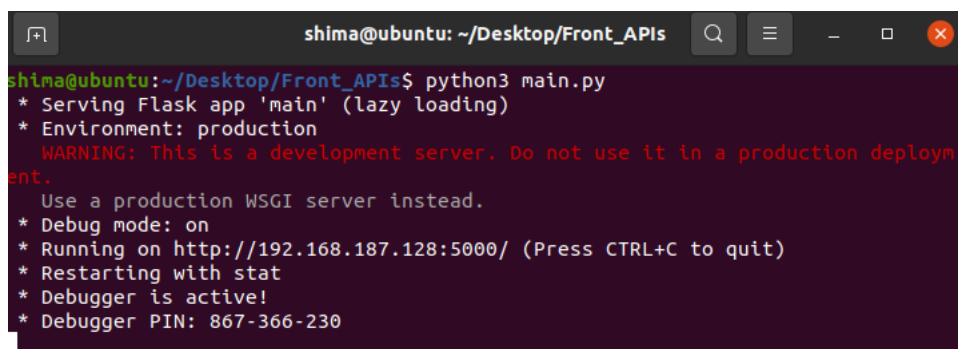 shima@ubuntu: ~/Desktop/Front_APIs
shima@ubuntu:~/Desktop/Front_APIs$ python3 main.py
* Serving Flask app 'main' (lazy loading)
* Environment: production
WARNING: This is a development server. Do not use it in a production deploym
ent.
Use a production WSGI server instead.
* Debug mode: on
* Running on http://192.168.187.128:5000/ (Press CTRL+C to quit)
* Restarting with stat
* Debugger is active!
* Debugger PIN: 867-366-230